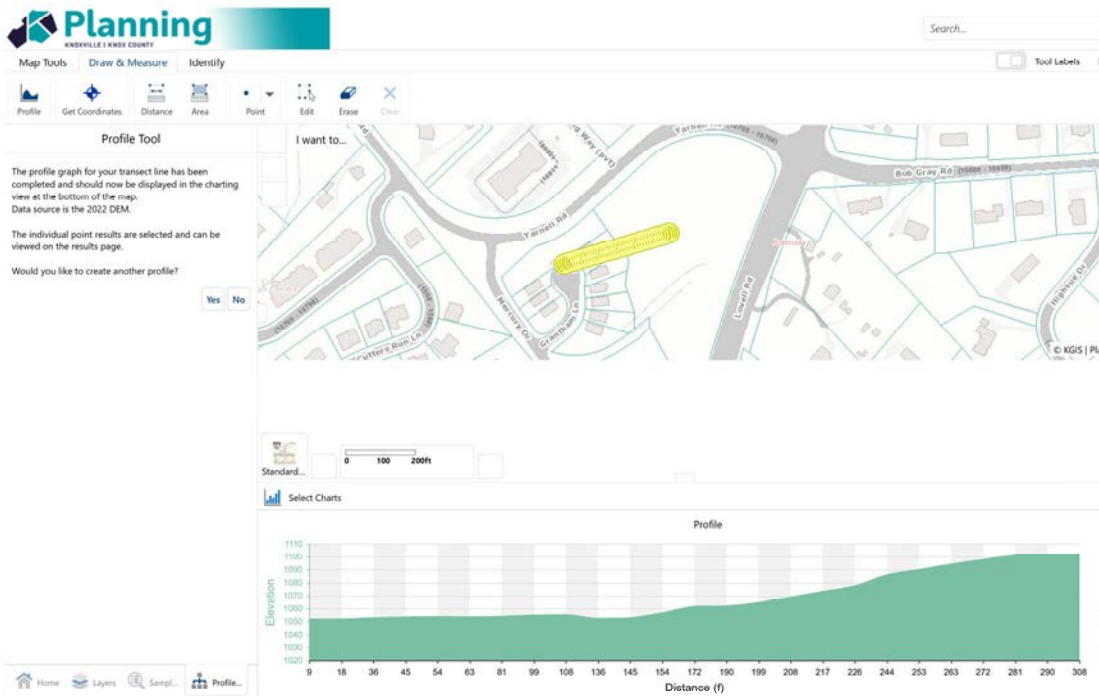 Planning
KNOXVILLE | KNOX COUNTY
Search...
Map Tools Draw & Measure Identify
Tool Labels
Profile Get Coordinates Distance Area Point Edit Erase Clear
Profile Tool
The profile graph for your transect line has been
completed and should now be displayed in the charting
view at the bottom of the map.
Data source is the 2022 DEM.
The individual point results are selected and can be
viewed on the results page.
Would you like to create another profile?
Yes No
I want to...
Way (pvt)
Yarnell Rd
Bob Gray Rd
Yarnell Rd
Mercury Dr
Grantham Ln
Lovell Rd
Highvue Dr
Cutters Run Ln
© KGIS | Pla
Standard...
0 100 200ft
Select Charts
Profile
Elevation
1110
1100
1090
1080
1070
1060
1050
1040
1030
1020
9 18 36 45 54 63 81 99 108 136 145 154 172 190 199 208 217 226 244 253 263 272 281 290 308
Distance (f)
Home Layers Sampl... Profile...